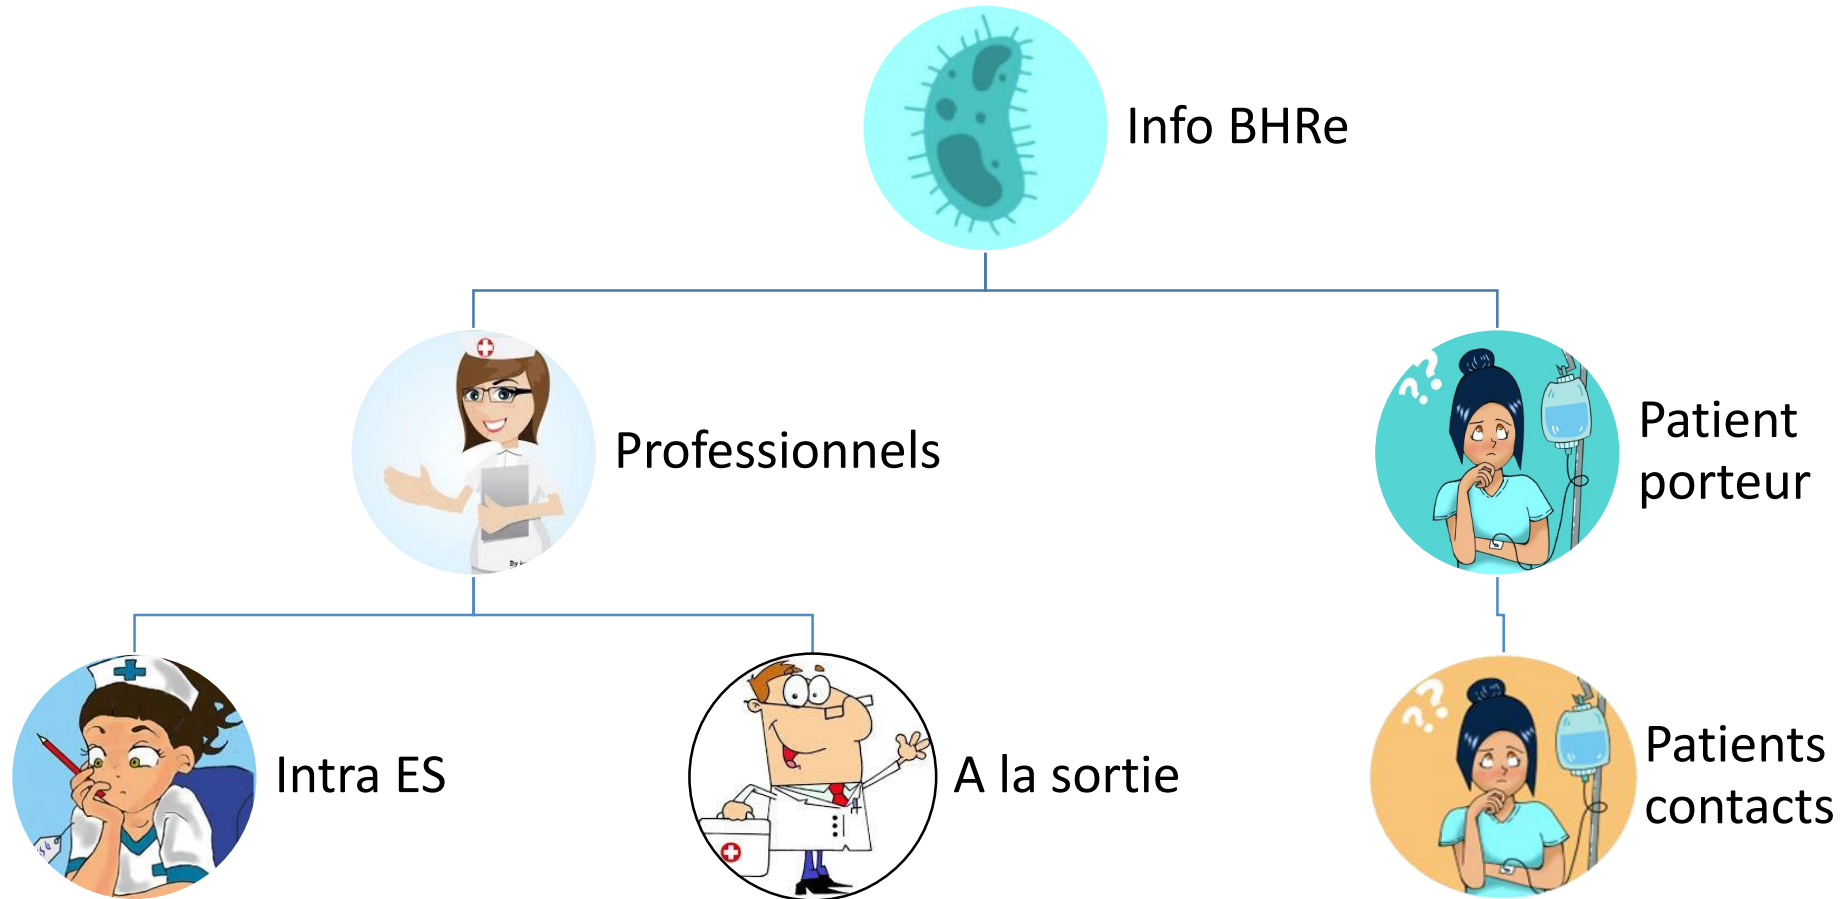 Info BHRe
Professionnels
Patient
porteur
Intra ES
A la sortie
Patients
contacts